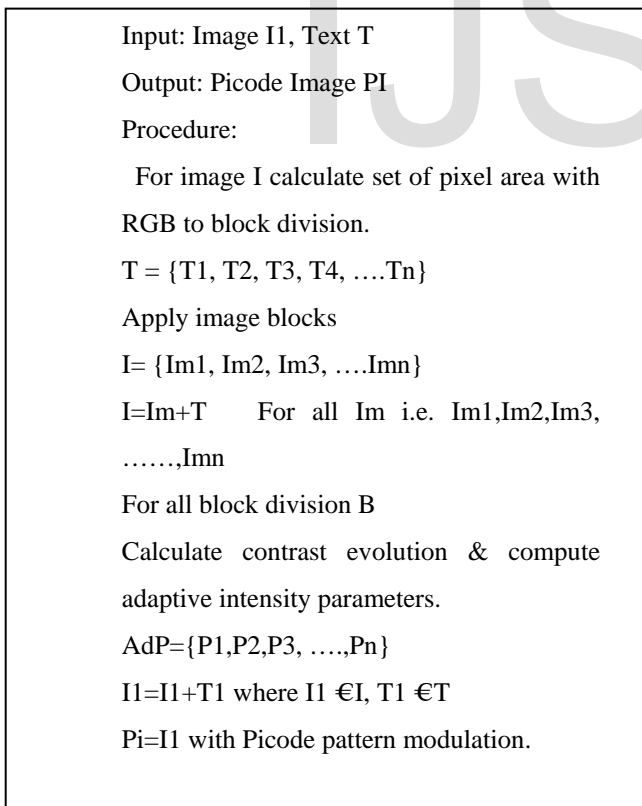 IJS
Input: Image I1, Text T
Output: Picode Image PI
Procedure:
For image I calculate set of pixel area with
RGB to block division.
T = {T1, T2, T3, T4, ….Tn}
Apply image blocks
I= {Im1, Im2, Im3, ….Imn}
I=Im+T For all Im i.e. Im1,Im2,Im3,
……,Imn
For all block division B
Calculate contrast evolution & compute
adaptive intensity parameters.
AdP={P1,P2,P3, ….,Pn}
I1=I1+T1 where I1 €I, T1 €T
Pi=I1 with Picode pattern modulation.